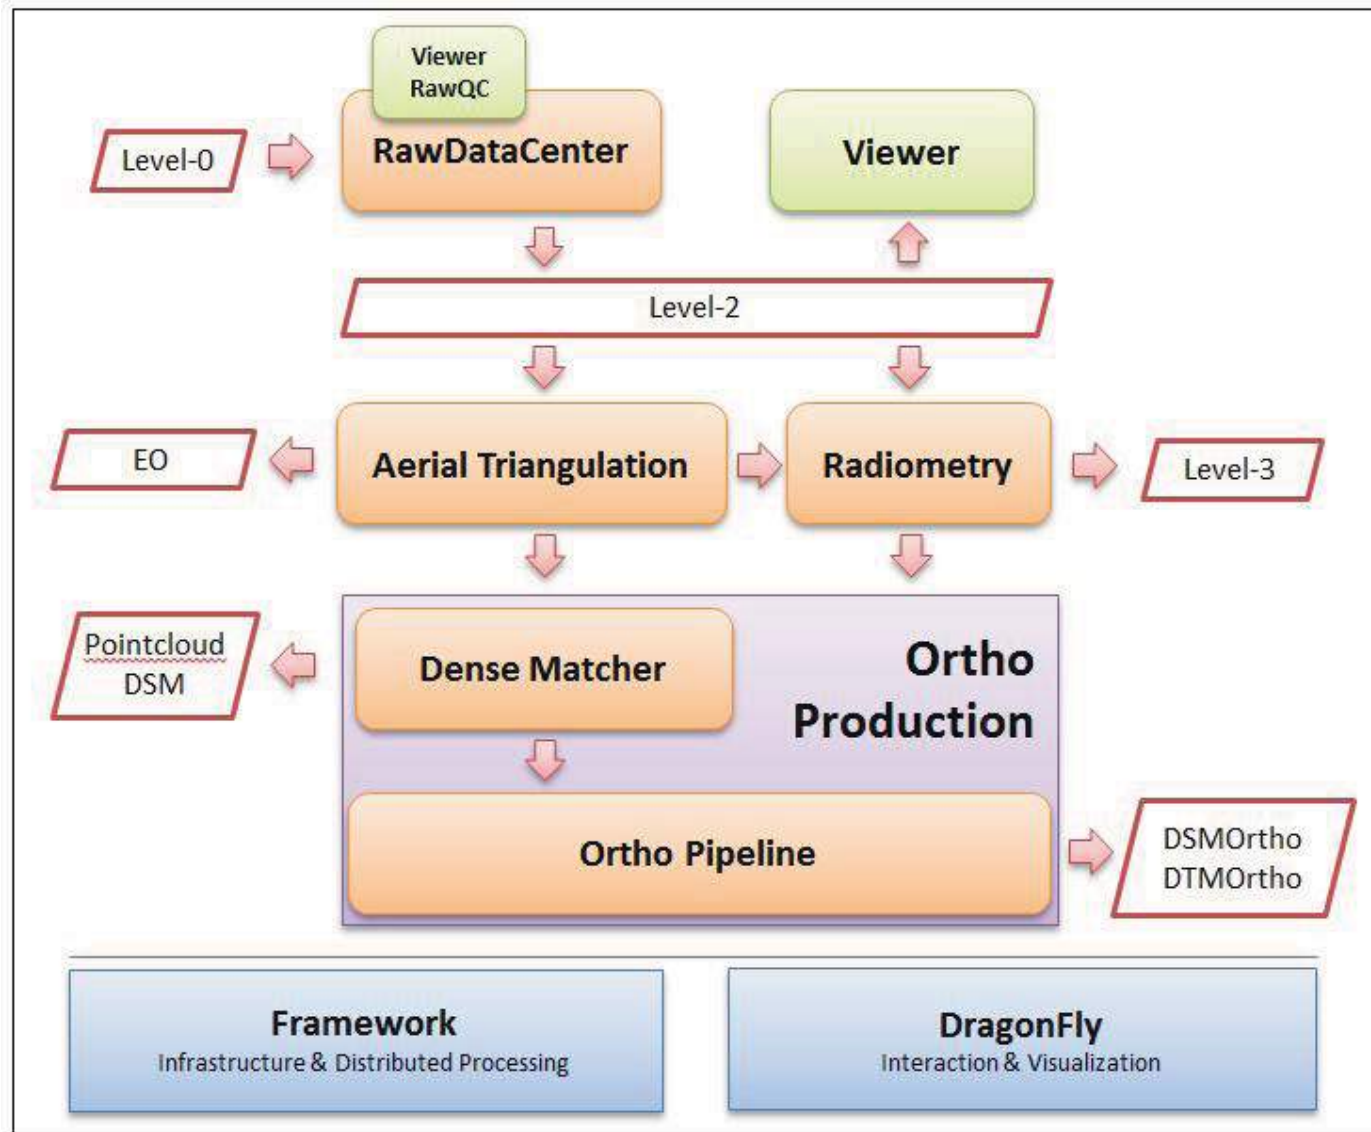 Viewer
RawQC
Level-0
RawDataCenter
Viewer
Level-2
EO
Aerial Triangulation
Radiometry
Level-3
Pointcloud
DSM
Dense Matcher
Ortho
Production
Ortho Pipeline
DSMOrtho
DTMOrtho
Framework
Infrastructure & Distributed Processing
DragonFly
Interaction & Visualization